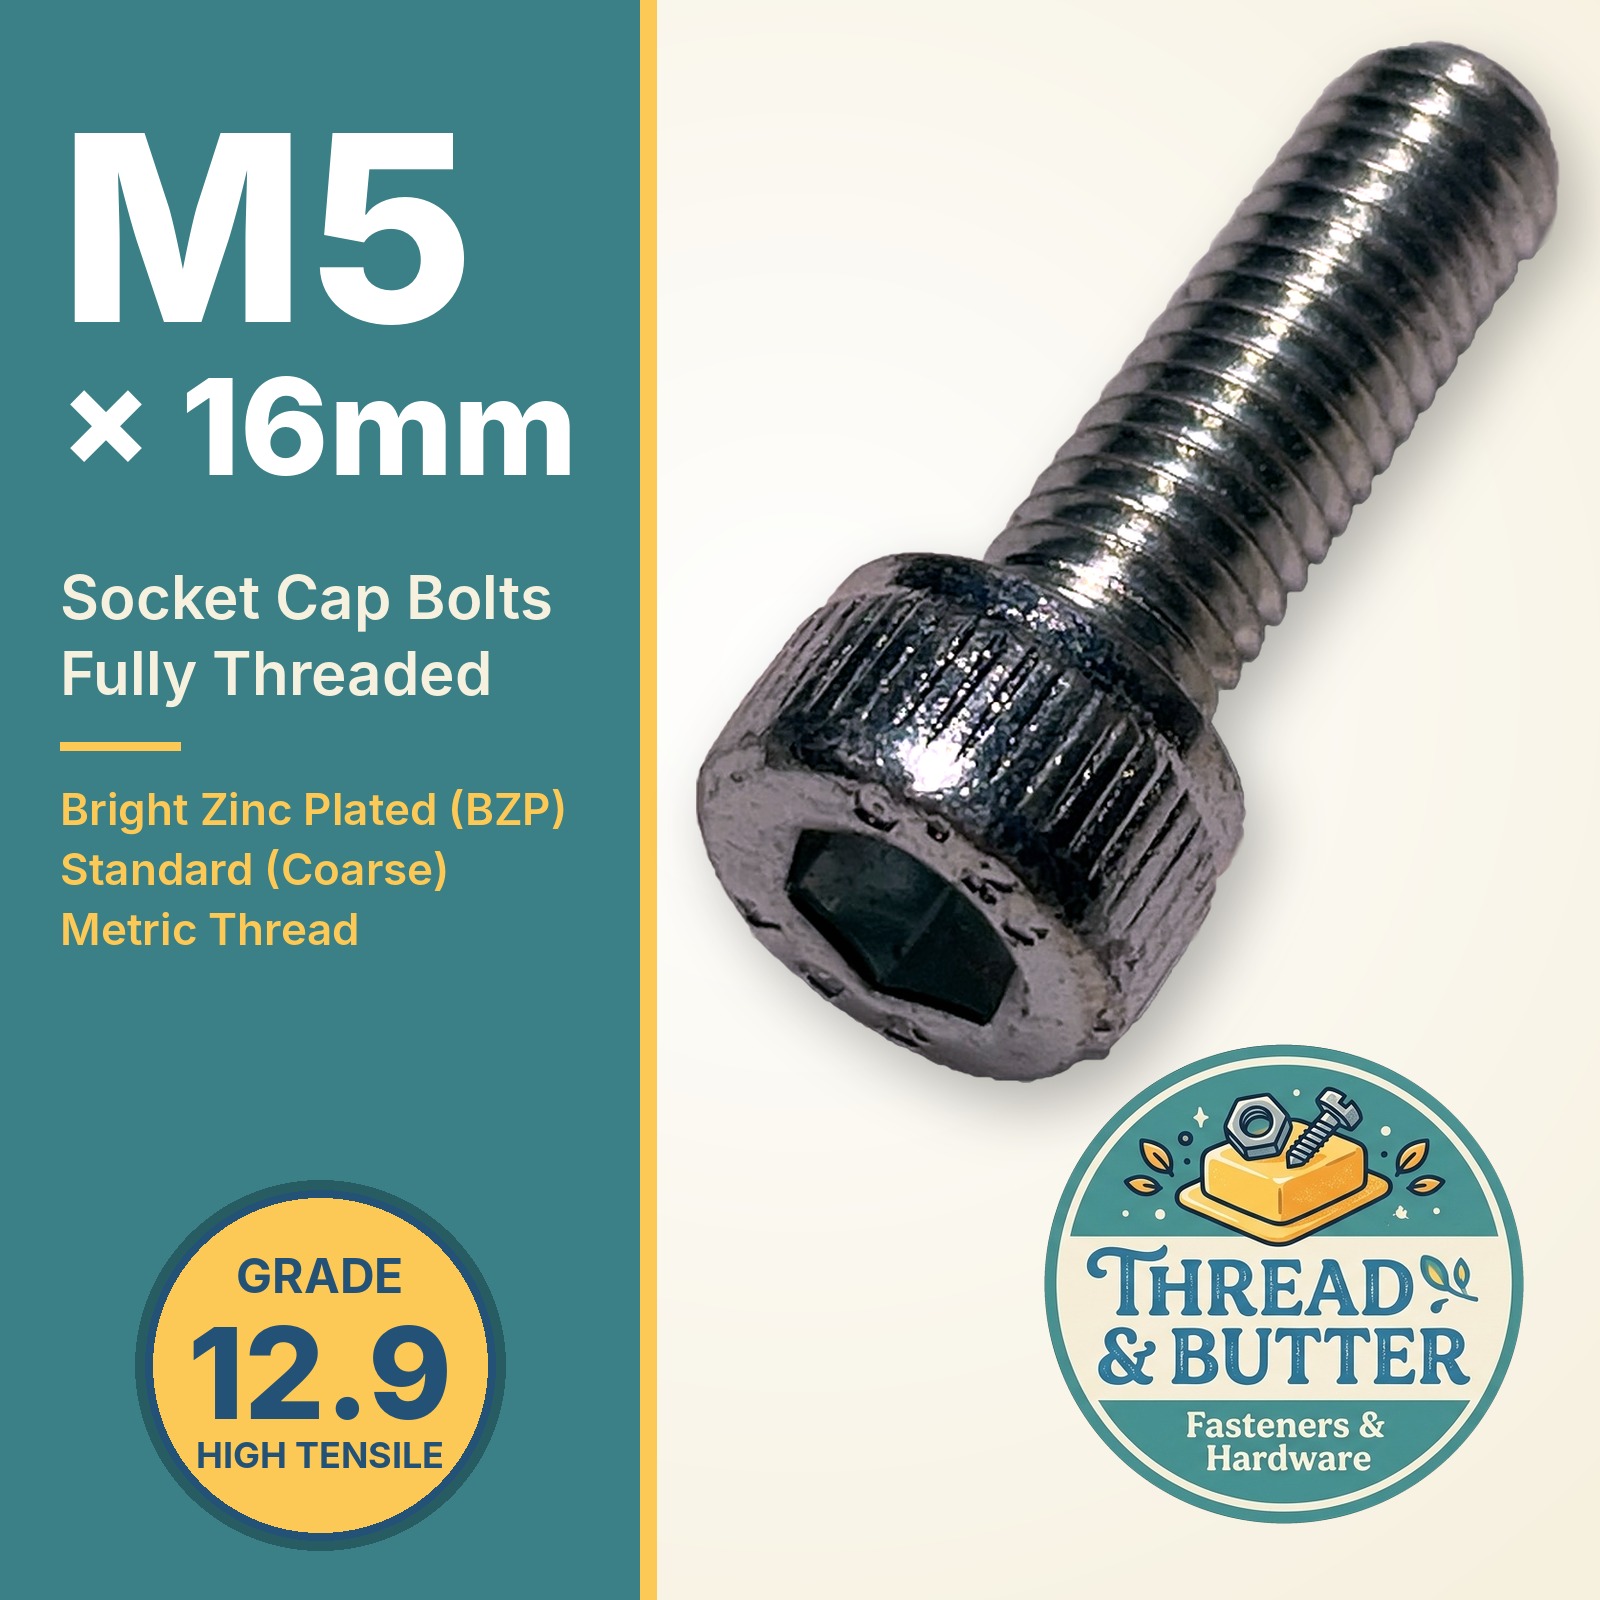 M5
× 16mm
Socket Cap Bolts
Fully Threaded
Bright Zinc Plated (BZP)
Standard (Coarse)
Metric Thread
GRADE
12.9
HIGH TENSILE
THREAD
& BUTTER
Fasteners &
Hardware